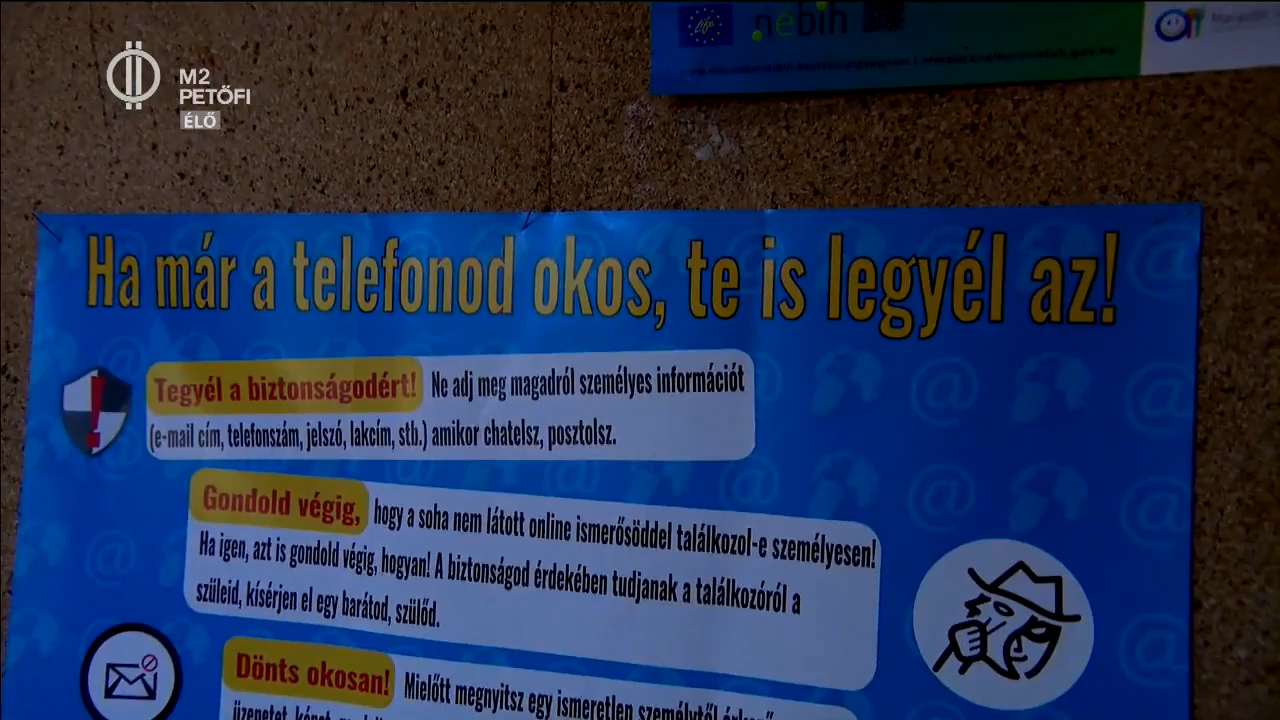 M2
PETŐFI
ÉLŐ
Life
nébih
Ha már a telefonod okos, te is legyél az!
Tegyél a biztonságodért! Ne adj meg magadról személyes információt
(e-mail cím, telefonszám, jelszó, lakcím, stb.) amikor chatelsz, posztolsz.
Gondold végig, hogy a soha nem látott online ismerősöddel találkozol-e személyesen!
Ha igen, azt is gondold végig, hogyan! A biztonságod érdekében tudjanak a találkozóról a
szüleid, kísérjen el egy barátod, szülőd.
Dönts okosan! Mielőtt megnyitsz egy ismeretlen személytől